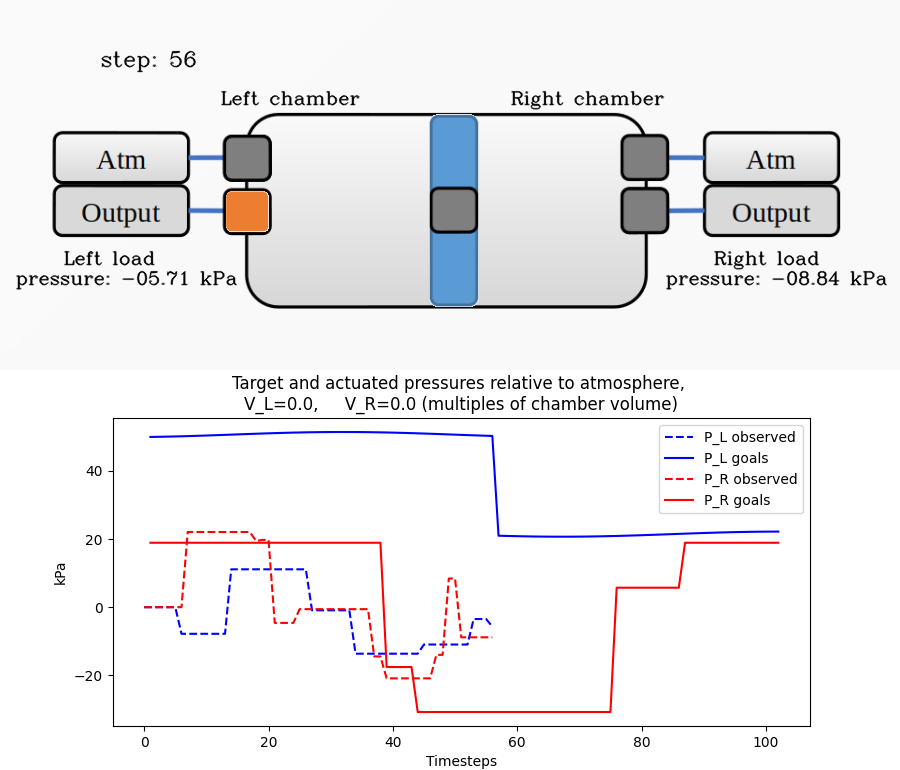 step: 56
Left chamber
Right chamber
Atm
Atm
Output
Output
Left load
pressure: -05.71 kPa
Right load
pressure: -08.84 kPa
Target and actuated pressures relative to atmosphere,
V_L=0.0, V_R=0.0 (multiples of chamber volume)
P_L observed
P_L goals
P_R observed
P_R goals
kPa
40
20
0
−20
0 20 40 60 80 100
Timesteps